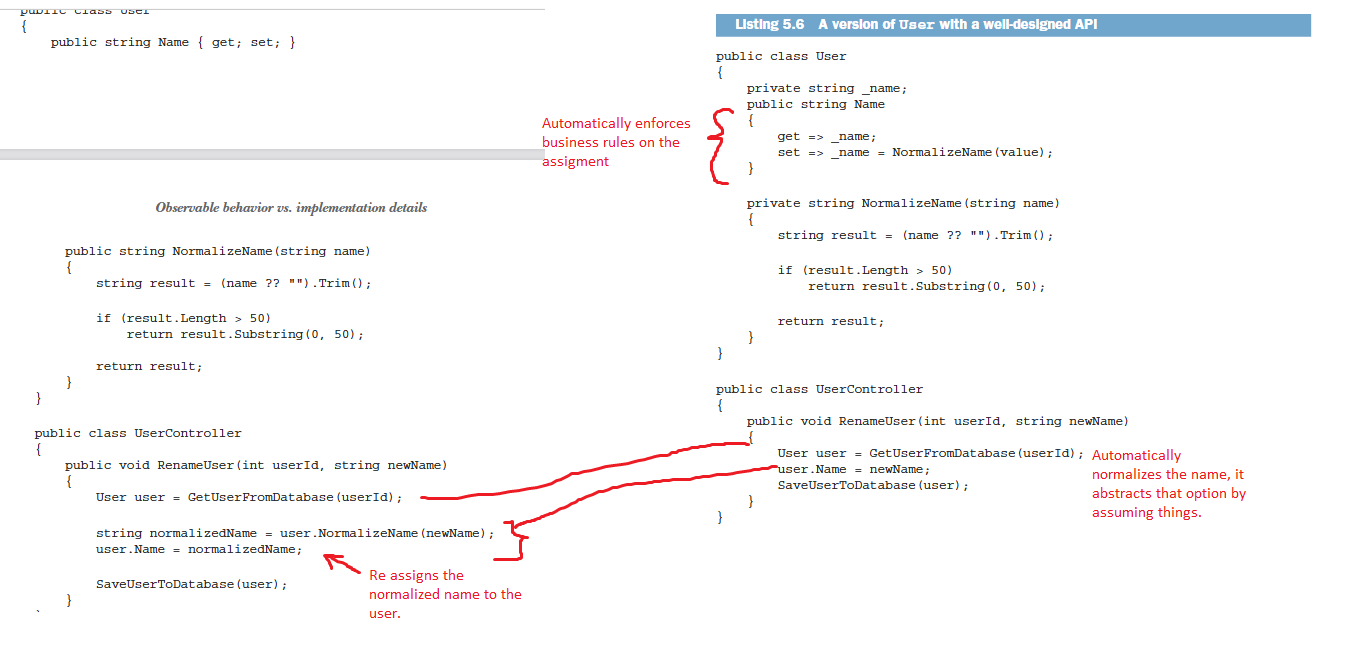 public class User
{
    public string Name { get; set; }
Observable behavior vs. implementation details
    public string NormalizeName(string name)
    {
        string result = (name ?? "").Trim();
        if (result.Length > 50)
            return result.Substring(0, 50);
        return result;
    }
}
public class UserController
{
    public void RenameUser(int userId, string newName)
    {
        User user = GetUserFromDatabase(userId);
        string normalizedName = user.NormalizeName(newName);
        user.Name = normalizedName;
        SaveUserToDatabase(user);
    }
Re assigns the
normalized name to the
user.
Automatically enforces
business rules on the
assigment
Listing 5.6 A version of User with a well-designed API
public class User
{
    private string _name;
    public string Name
    {
        get => _name;
        set => _name = NormalizeName(value);
    }
    private string NormalizeName(string name)
    {
        string result = (name ?? "").Trim();
        if (result.Length > 50)
            return result.Substring(0, 50);
        return result;
    }
}
public class UserController
{
    public void RenameUser(int userId, string newName)
    {
        User user = GetUserFromDatabase(userId);
        user.Name = newName;
        SaveUserToDatabase(user);
    }
}
Automatically
normalizes the name, it
abstracts that option by
assuming things.